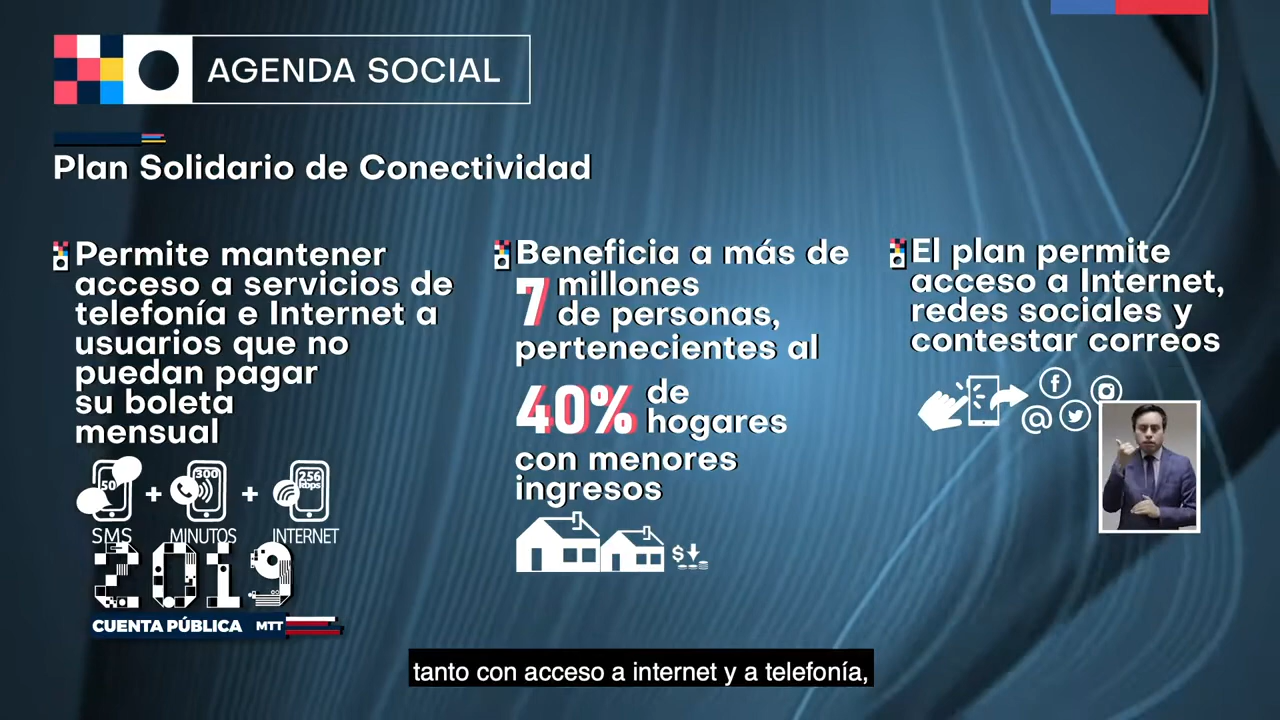 AGENDA SOCIAL
Plan Solidario de Conectividad
Permite mantener
acceso a servicios de
telefonía e Internet a
usuarios que no
puedan pagar
su boleta
mensual
50
+
300
+
256
kbps
SMS
MINUTOS
INTERNET
Beneficia a más de
7 millones
de personas,
pertenecientes al
40% de
hogares
con menores
ingresos
$
El plan permite
acceso a Internet,
redes sociales y
contestar correos
f
@
2019
CUENTA PÚBLICA MTT
tanto con acceso a internet y a telefonía,